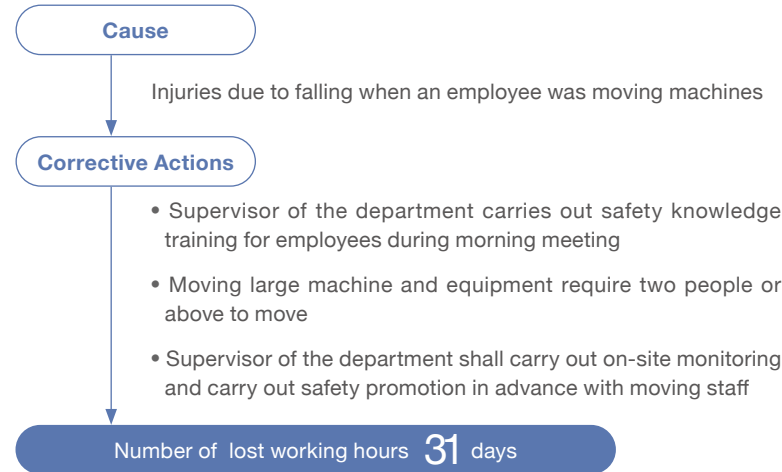 Cause
Injuries due to falling when an employee was moving machines
Corrective Actions
• Supervisor of the department carries out safety knowledge
training for employees during morning meeting
• Moving large machine and equipment require two people or
above to move
• Supervisor of the department shall carry out on-site monitoring
and carry out safety promotion in advance with moving staff
Number of lost working hours 31 days